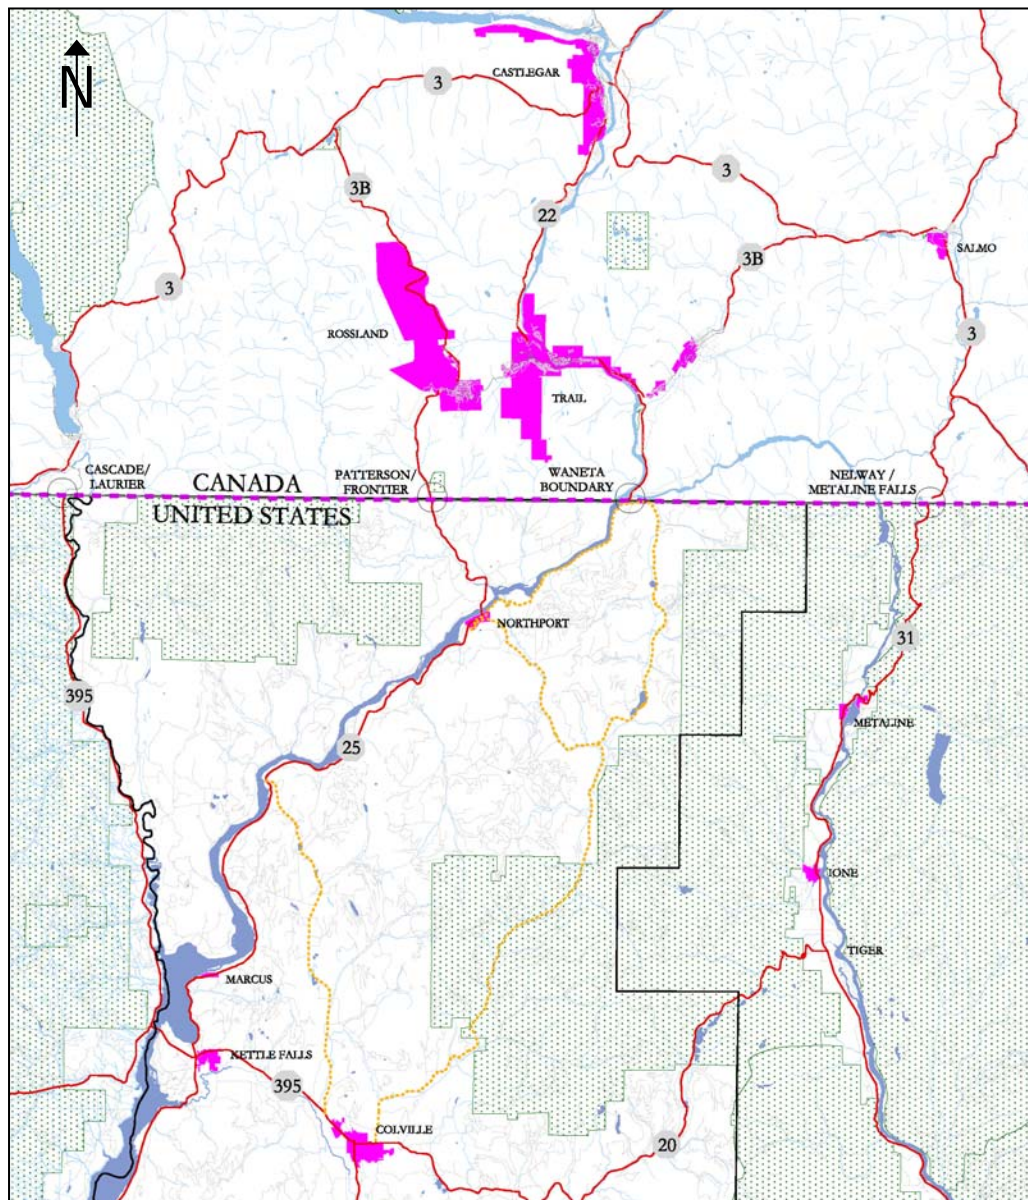 N
CASTLEGAR
3
3
3B
22
3B
SALMO
3
ROSSLAND
3
TRAIL
CASCADE/
LAURIER
CANADA
PATTERSON/
FRONTIER
WANETA
BOUNDARY
NELWAY /
METALINE FALLS
UNITED STATES
NORTHPORT
31
395
METALINE
25
IONE
TIGER
MARCUS
KETTLE FALLS
395
COLVILLE
20